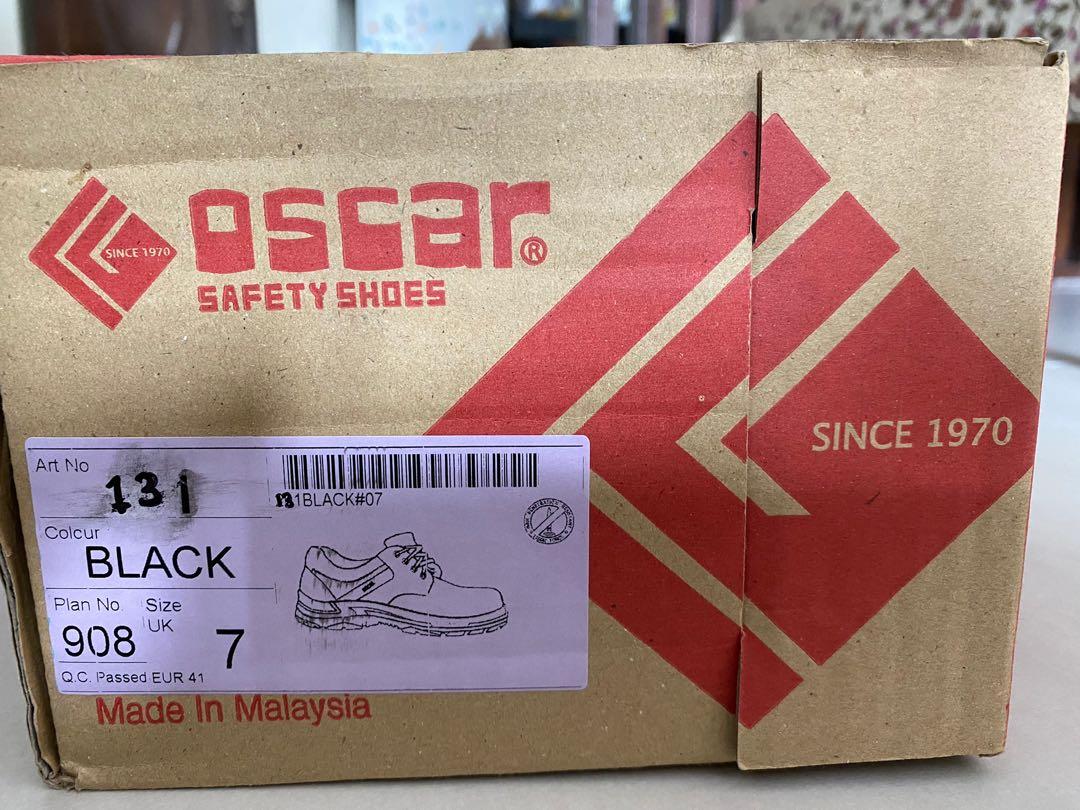 SINCE 1970
oscar®
SAFETY SHOES
SINCE 1970
Art No
131
131BLACK#07
Colour
BLACK
Plan No. Size
UK
908 7
Q.C. Passed EUR 41
Made In Malaysia